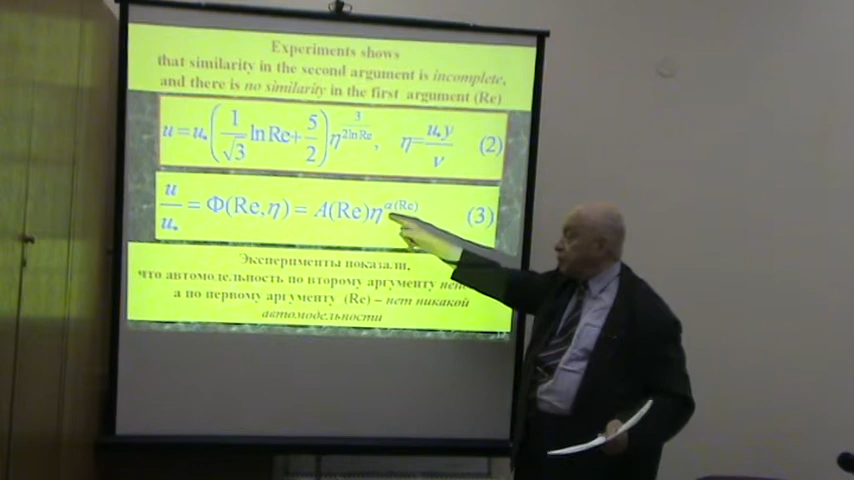 Experiments shows
that similarity in the second argument is incomplete,
and there is no similarity in the first argument (Re)
u = u* ( 1/√3 ln Re + 5/2 ) η^(3/(2 ln Re)), η = u*y/ν (2)
u/u* = Φ(Re, η) = A(Re)η^α(Re) (3)
Эксперименты показали,
что автомодельность по второму аргументу
а по первому аргументу (Re) – нет никакой
автомодельности